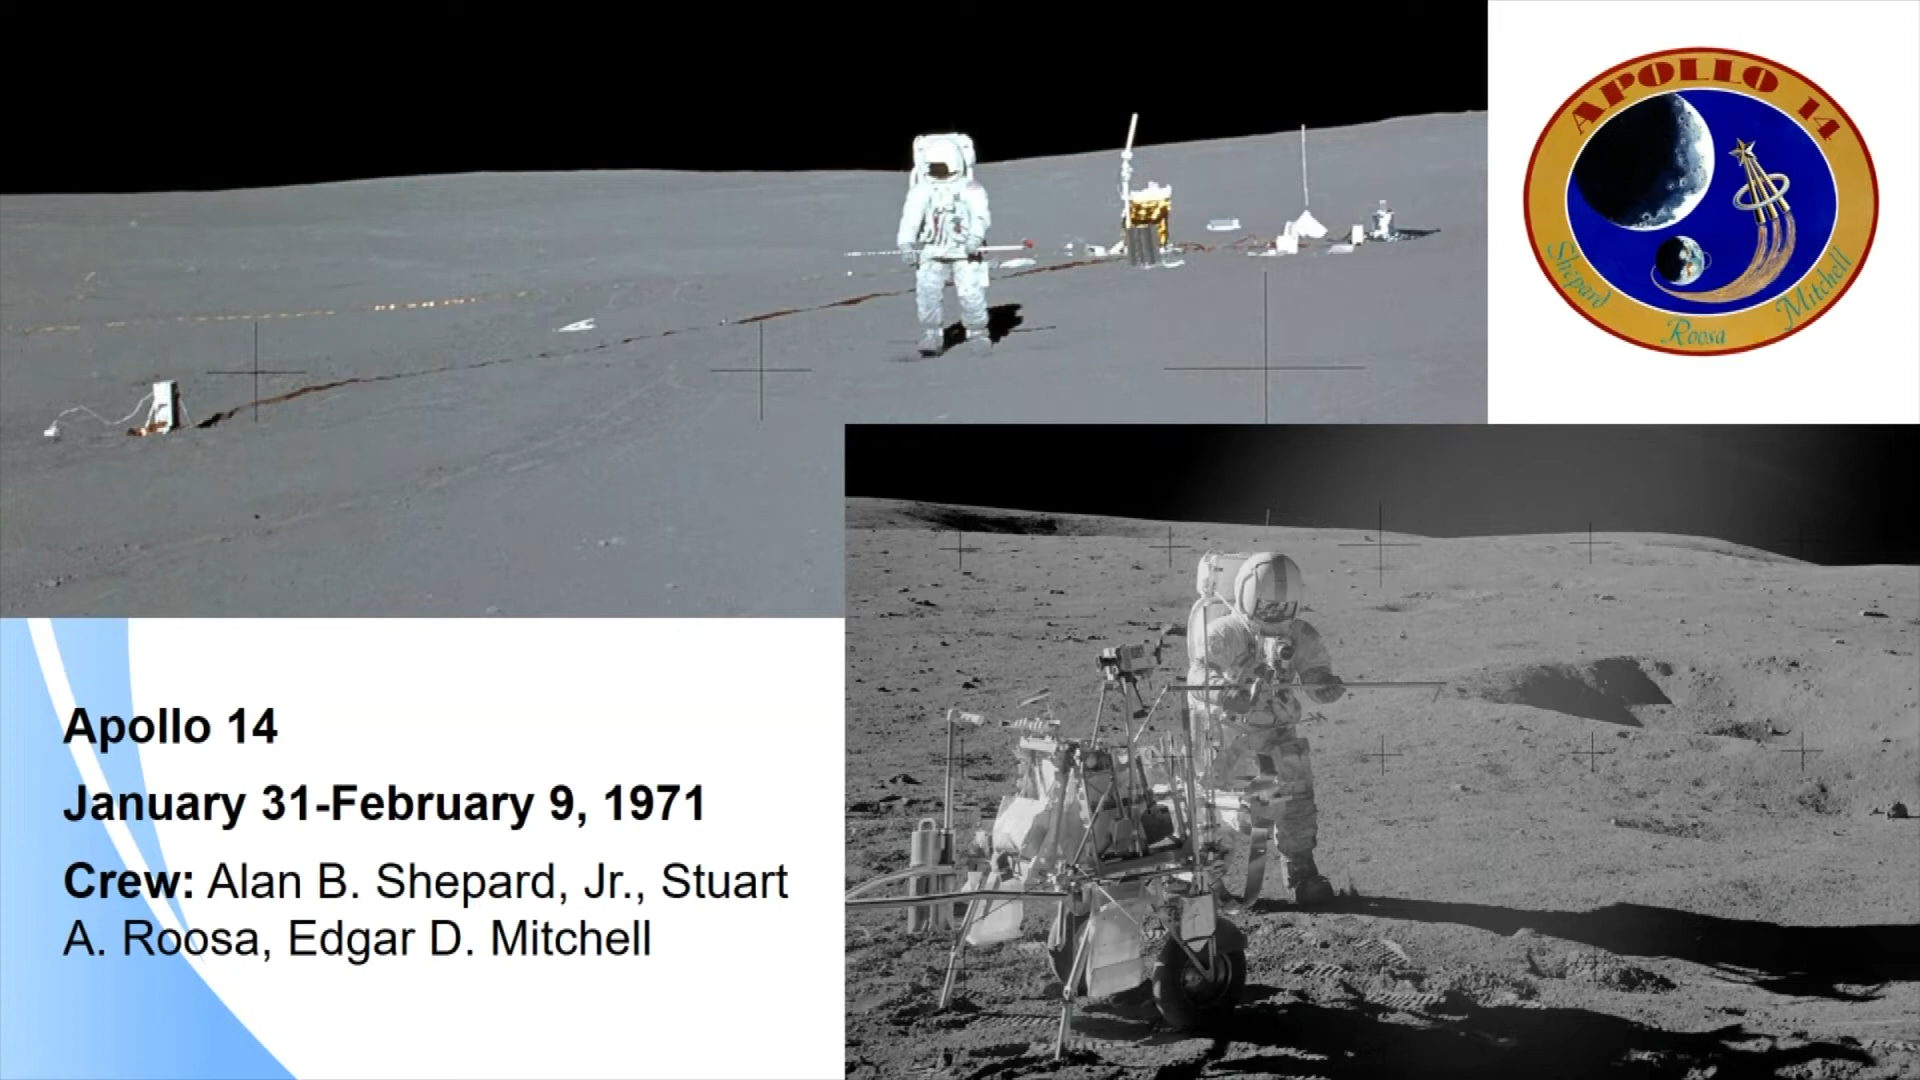 APOLLO 14
Shepard
Roosa
Mitchell
Apollo 14
January 31-February 9, 1971
Crew: Alan B. Shepard, Jr., Stuart
A. Roosa, Edgar D. Mitchell